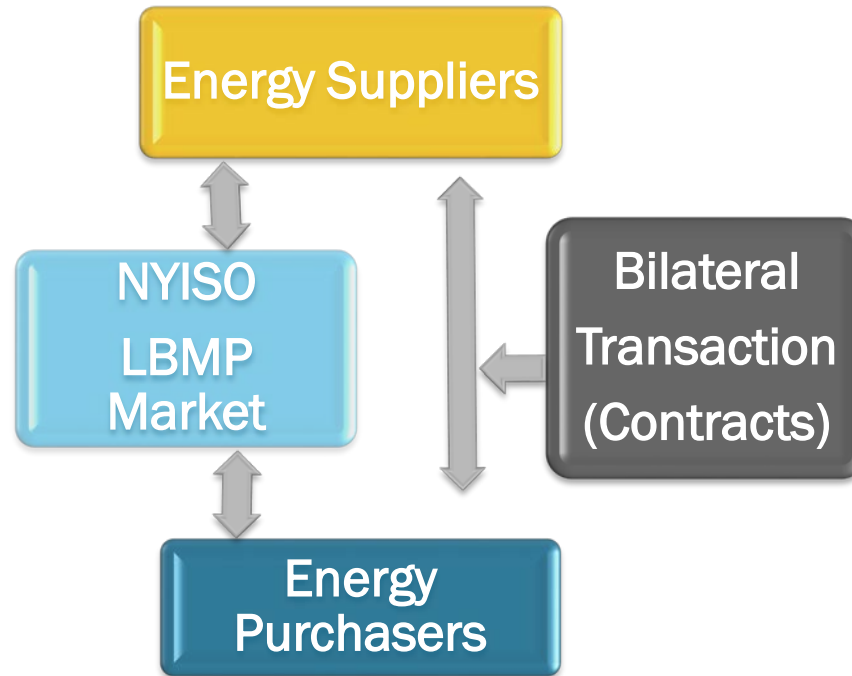 Energy Suppliers
NYISO
LBMP
Market
Bilateral
Transaction
(Contracts)
Energy
Purchasers